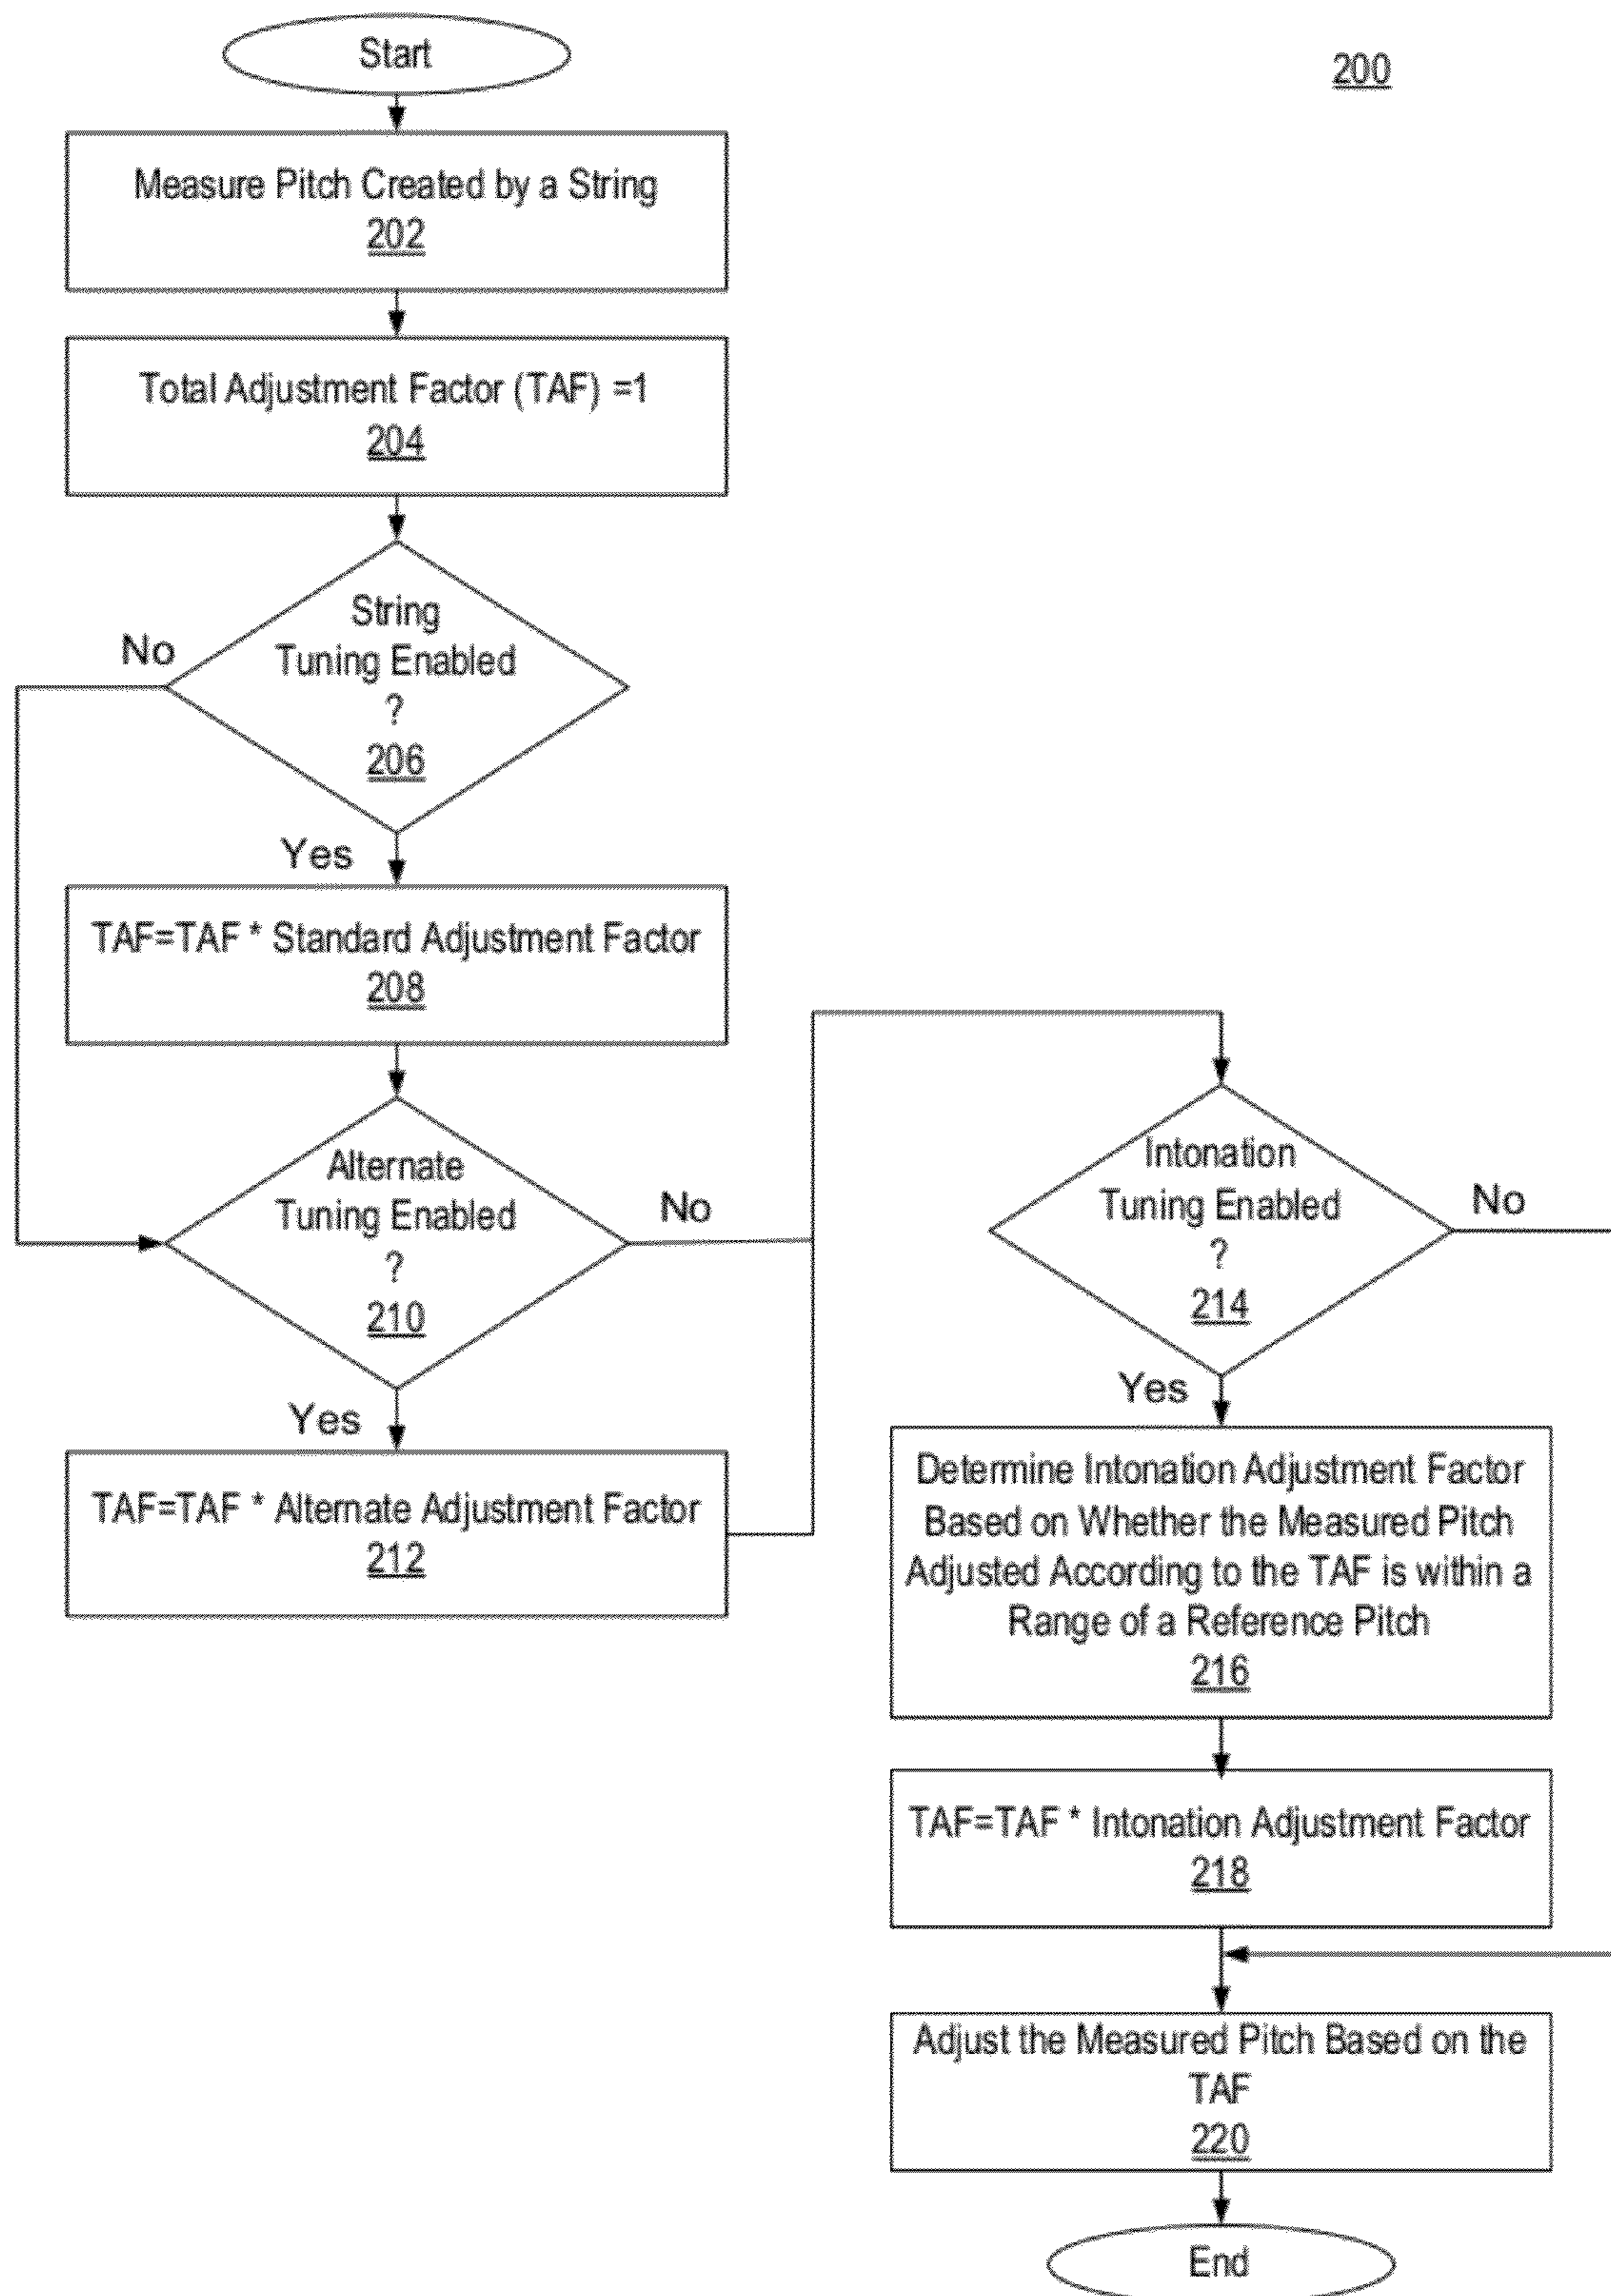 Start
200
Measure Pitch Created by a String
202
Total Adjustment Factor (TAF) =1
204
String
Tuning Enabled
?
206
No
Yes
TAF=TAF * Standard Adjustment Factor
208
Alternate
Tuning Enabled
?
210
No
Yes
TAF=TAF * Alternate Adjustment Factor
212
Intonation
Tuning Enabled
?
214
No
Yes
Determine Intonation Adjustment Factor
Based on Whether the Measured Pitch
Adjusted According to the TAF is within a
Range of a Reference Pitch
216
TAF=TAF * Intonation Adjustment Factor
218
Adjust the Measured Pitch Based on the
TAF
220
End